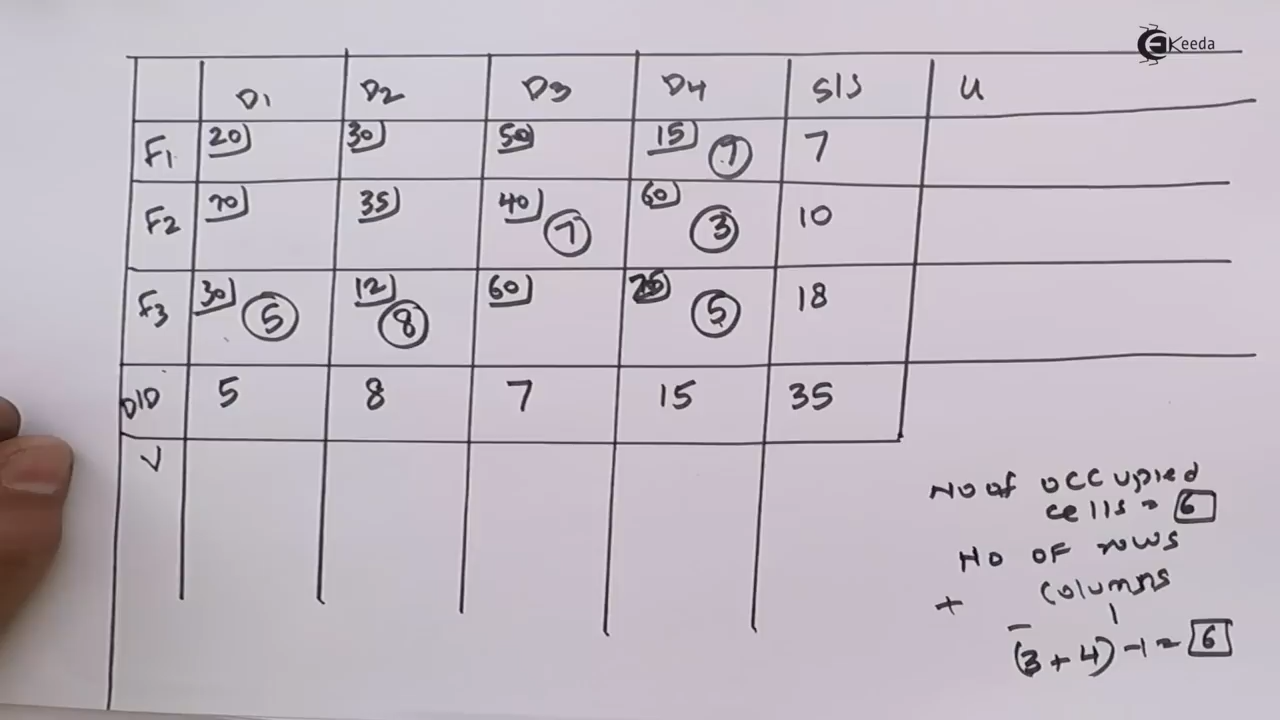 EKeeda
D1 D2 D3 D4 S/S U
F1 20 30 50 15 7 7
F2 70 35 40 7 60 3 10
F3 30 5 12 8 60 5 18
D/D 5 8 7 15 35
V
No of occupied
cells = 6
No of rows
+ columns
- 1
(3 + 4) - 1 = 6